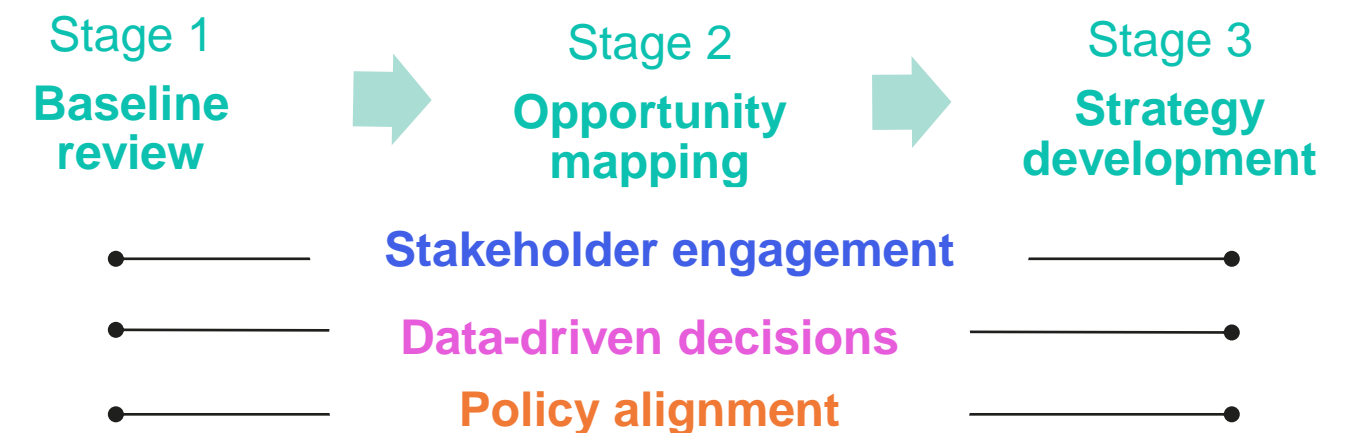 Stage 1
Baseline
review
Stage 2
Opportunity
mapping
Stage 3
Strategy
development
Stakeholder engagement
Data-driven decisions
Policy alignment